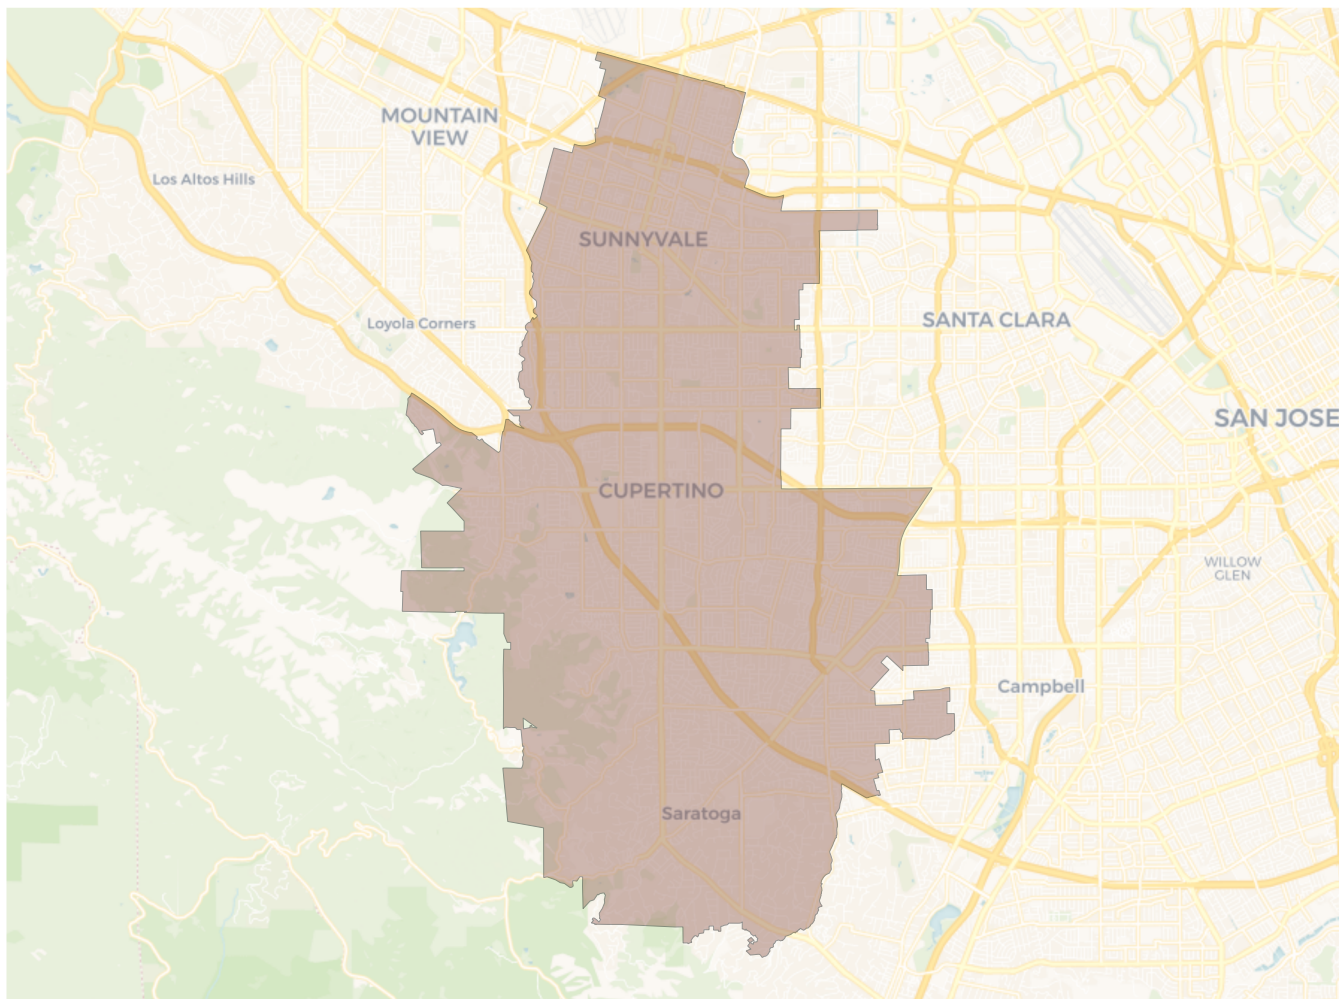 MOUNTAIN
VIEW
Los Altos Hills
SUNNYVALE
Loyola Corners
SANTA CLARA
SAN JOSE
CUPERTINO
WILLOW
GLEN
Campbell
Saratoga